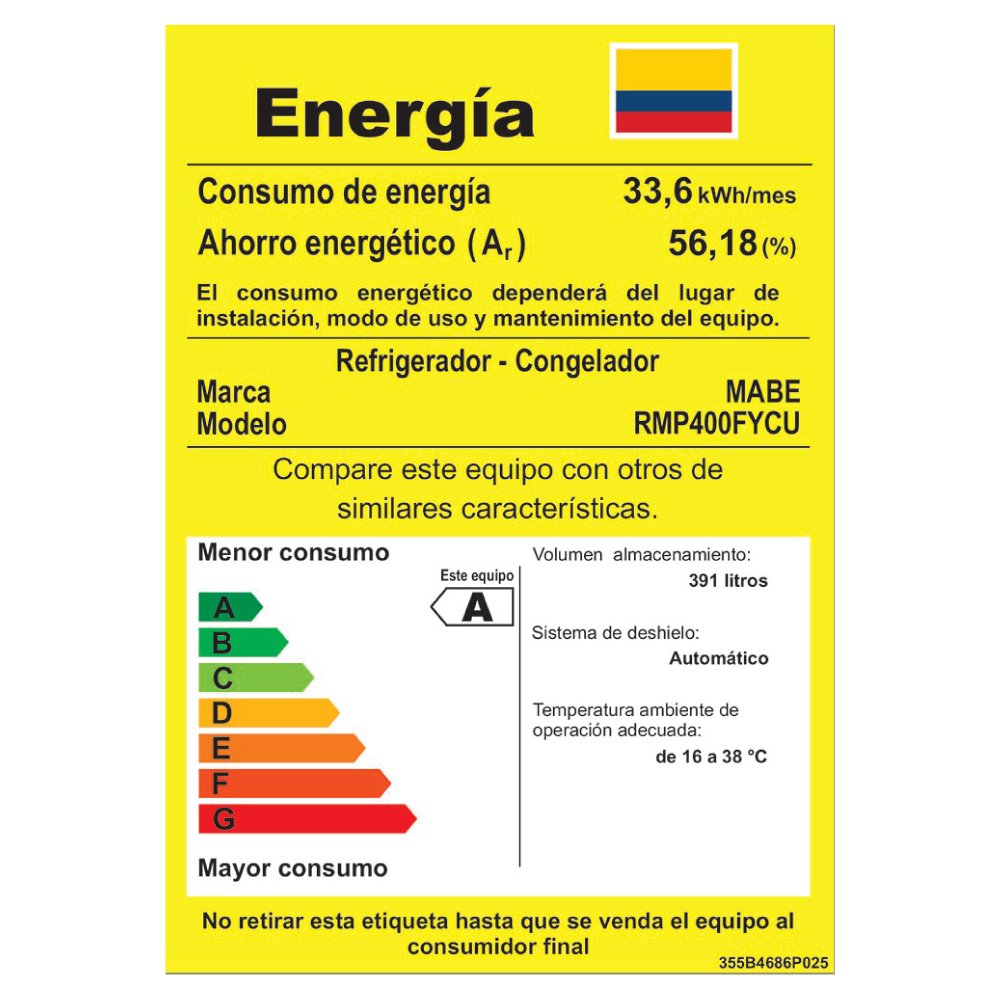 Energía
Consumo de energía 33,6 kWh/mes
Ahorro energético (Ar) 56,18 (%)
El consumo energético dependerá del lugar de
instalación, modo de uso y mantenimiento del equipo.
Refrigerador - Congelador
Marca MABE
Modelo RMP400FYCU
Compare este equipo con otros de
similares características.
Menor consumo
Este equipo
A
A
B
C
D
E
F
G
Mayor consumo
Volumen almacenamiento:
391 litros
Sistema de deshielo:
Automático
Temperatura ambiente de
operación adecuada:
de 16 a 38 °C
No retirar esta etiqueta hasta que se venda el equipo al
consumidor final
355B4686P025